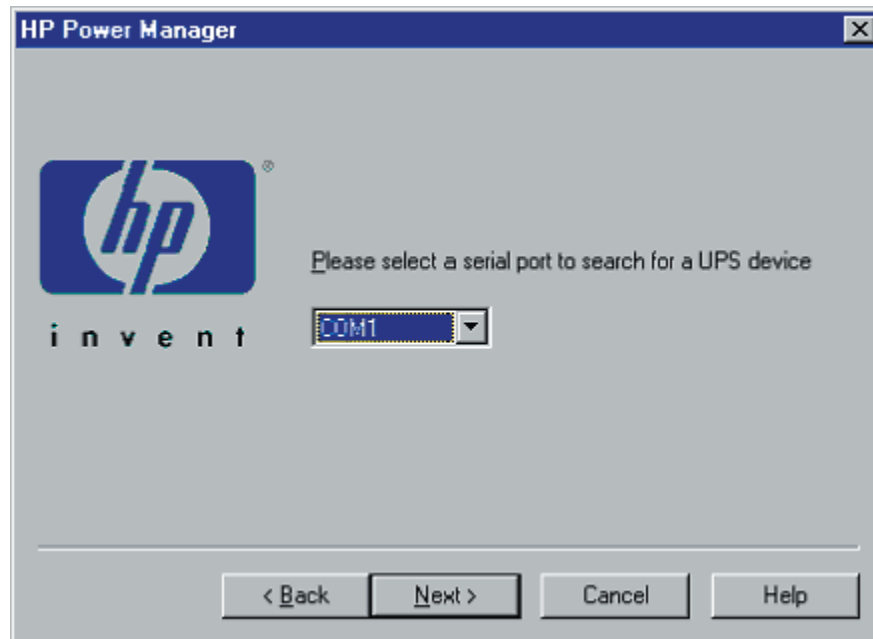 HP Power Manager
hp
®
invent
Please select a serial port to search for a UPS device
COM1
< Back
Next >
Cancel
Help